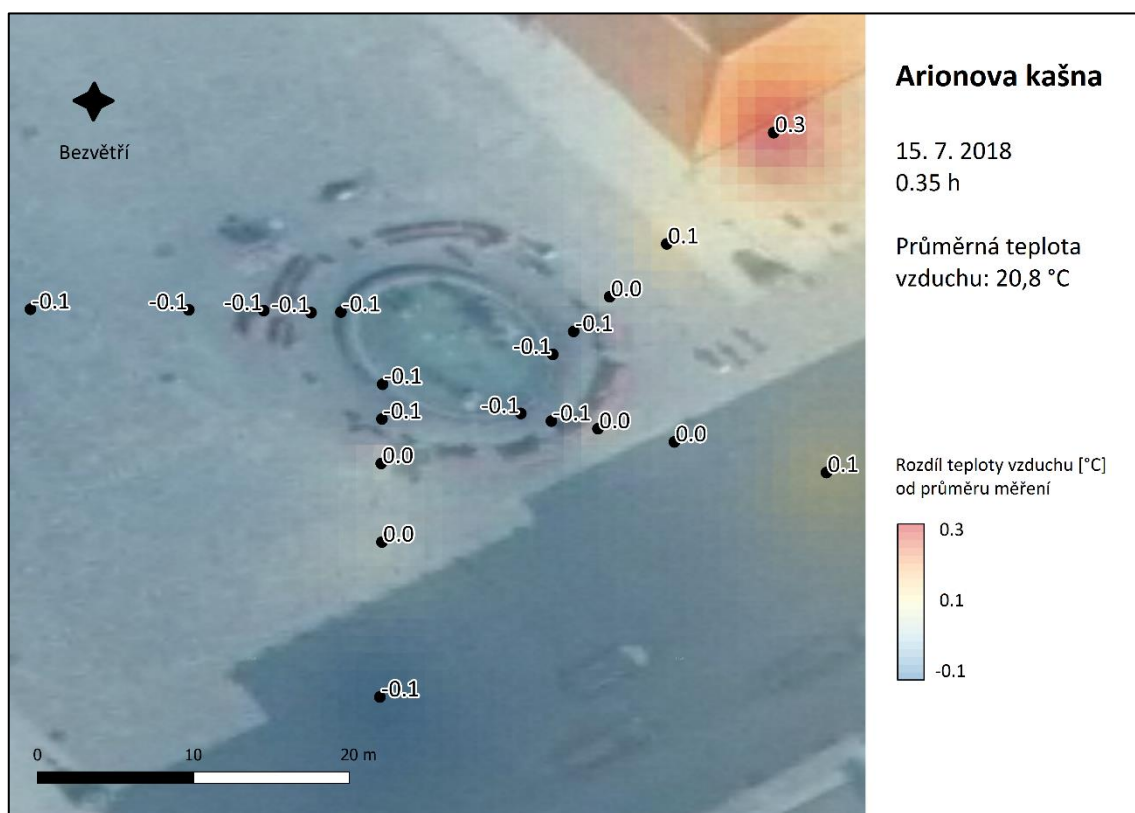 Arionova kašna
15. 7. 2018
0.35 h
Průměrná teplota
vzduchu: 20,8 °C
Bezvětří
0.3
0.1
0.0
-0.1
-0.1
-0.1
-0.1
-0.1
-0.1
-0.1
-0.1
-0.1
-0.1
-0.1
0.0
0.0
0.0
0.1
0.0
-0.1
Rozdíl teploty vzduchu [°C]
od průměru měření
0.3
0.1
-0.1
0 10 20 m